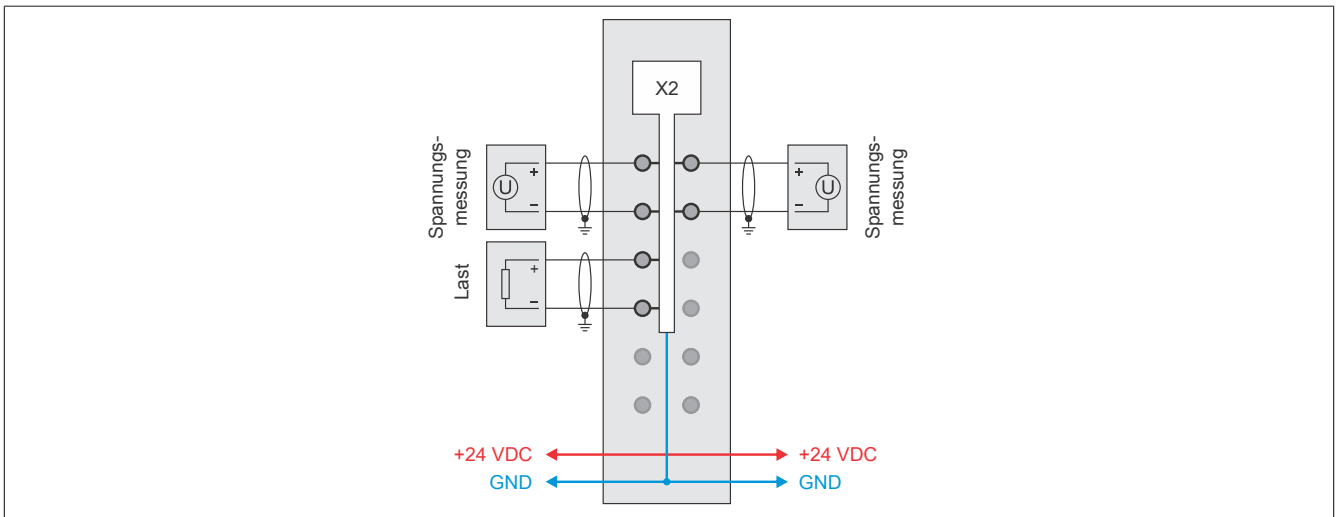 X2
Spannungs-
messung
U
+
−
+
−
U
Spannungs-
messung
Last
+
−
+24 VDC
+24 VDC
GND
GND